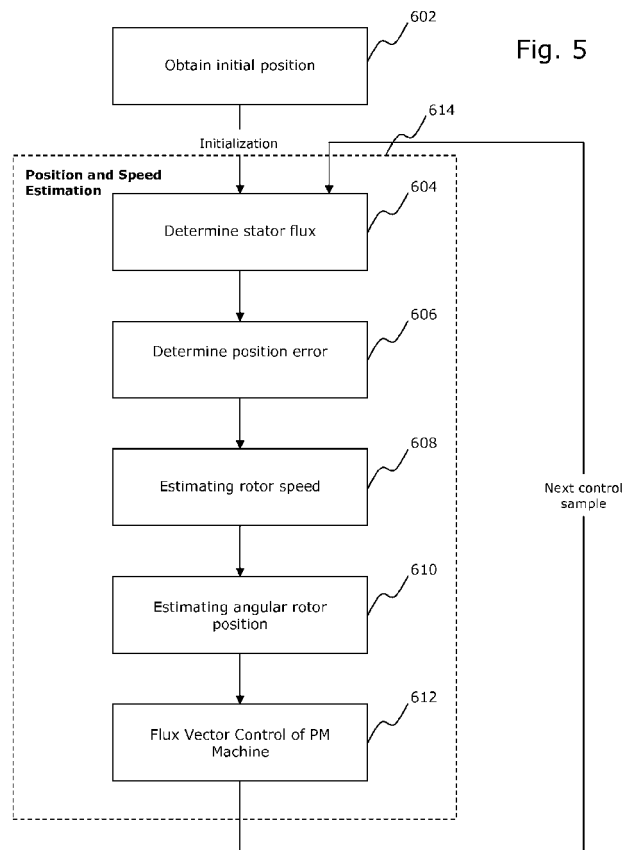 602
Obtain initial position
Fig. 5
614
Initialization
Position and Speed
Estimation
604
Determine stator flux
606
Determine position error
608
Estimating rotor speed
Next control
sample
610
Estimating angular rotor
position
612
Flux Vector Control of PM
Machine